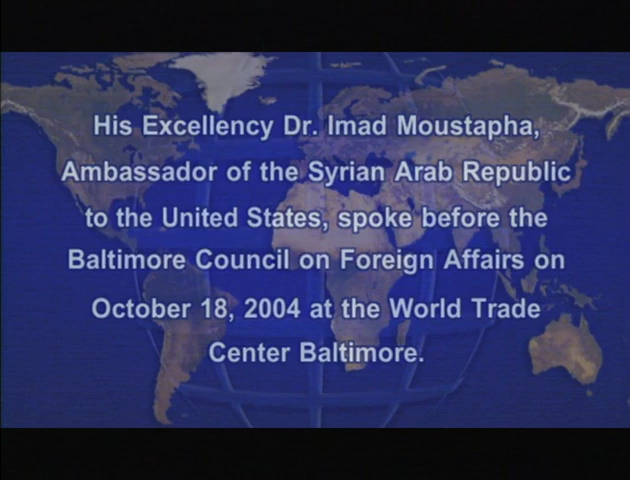 His Excellency Dr. Imad Moustapha,
Ambassador of the Syrian Arab Republic
to the United States, spoke before the
Baltimore Council on Foreign Affairs on
October 18, 2004 at the World Trade
Center Baltimore.